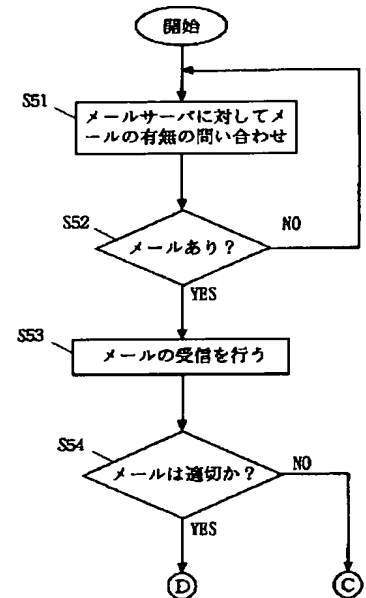 開始
S51
メールサーバに対してメ
ールの有無の問い合わせ
S52
メールあり?
NO
YES
S53
メールの受信を行う
S54
メールは適切か?
NO
YES
D
C